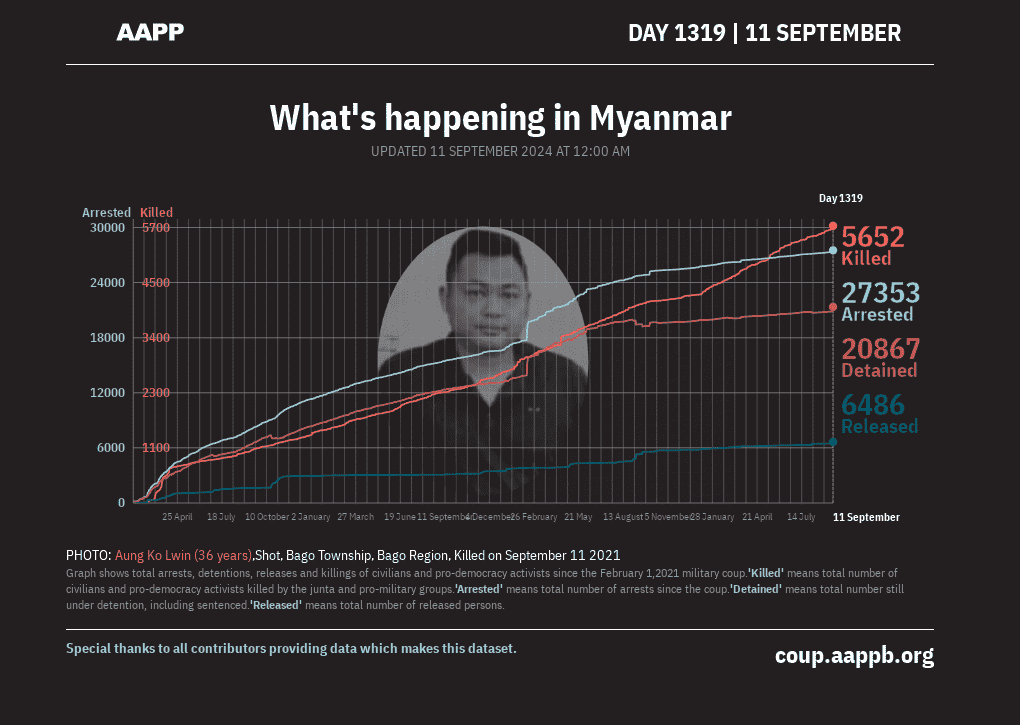 AAPP
DAY 1319 | 11 SEPTEMBER
What's happening in Myanmar
UPDATED 11 SEPTEMBER 2024 AT 12:00 AM
Day 1319
Arrested Killed
30000 5700
24000 4500
18000 3400
12000 2300
6000 1100
0
5652
Killed
27353
Arrested
20867
Detained
6486
Released
25 April 18 July 10 October 2 January 27 March 19 June 11 September 4 December 26 February 21 May 13 August 5 November 28 January 21 April 14 July 11 September
PHOTO: Aung Ko Lwin (36 years),Shot, Bago Township, Bago Region, Killed on September 11 2021
Graph shows total arrests, detentions, releases and killings of civilians and pro-democracy activists since the February 1,2021 military coup.'Killed' means total number of
civilians and pro-democracy activists killed by the junta and pro-military groups.'Arrested' means total number of arrests since the coup.'Detained' means total number still
under detention, including sentenced.'Released' means total number of released persons.
Special thanks to all contributors providing data which makes this dataset.
coup.aappb.org